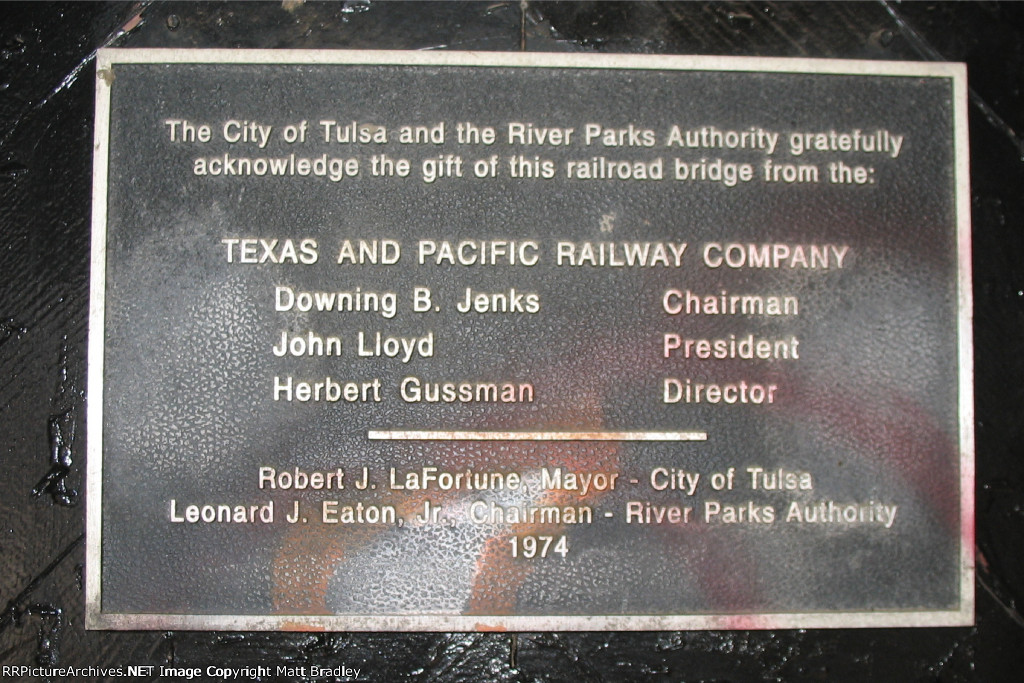 The City of Tulsa and the River Parks Authority gratefully
acknowledge the gift of this railroad bridge from the:
TEXAS AND PACIFIC RAILWAY COMPANY
Downing B. Jenks Chairman
John Lloyd President
Herbert Gussman Director
Robert J. LaFortune, Mayor - City of Tulsa
Leonard J. Eaton, Jr. Chairman - River Parks Authority
1974
RRPictureArchives.NET Image Copyright Matt Bradley